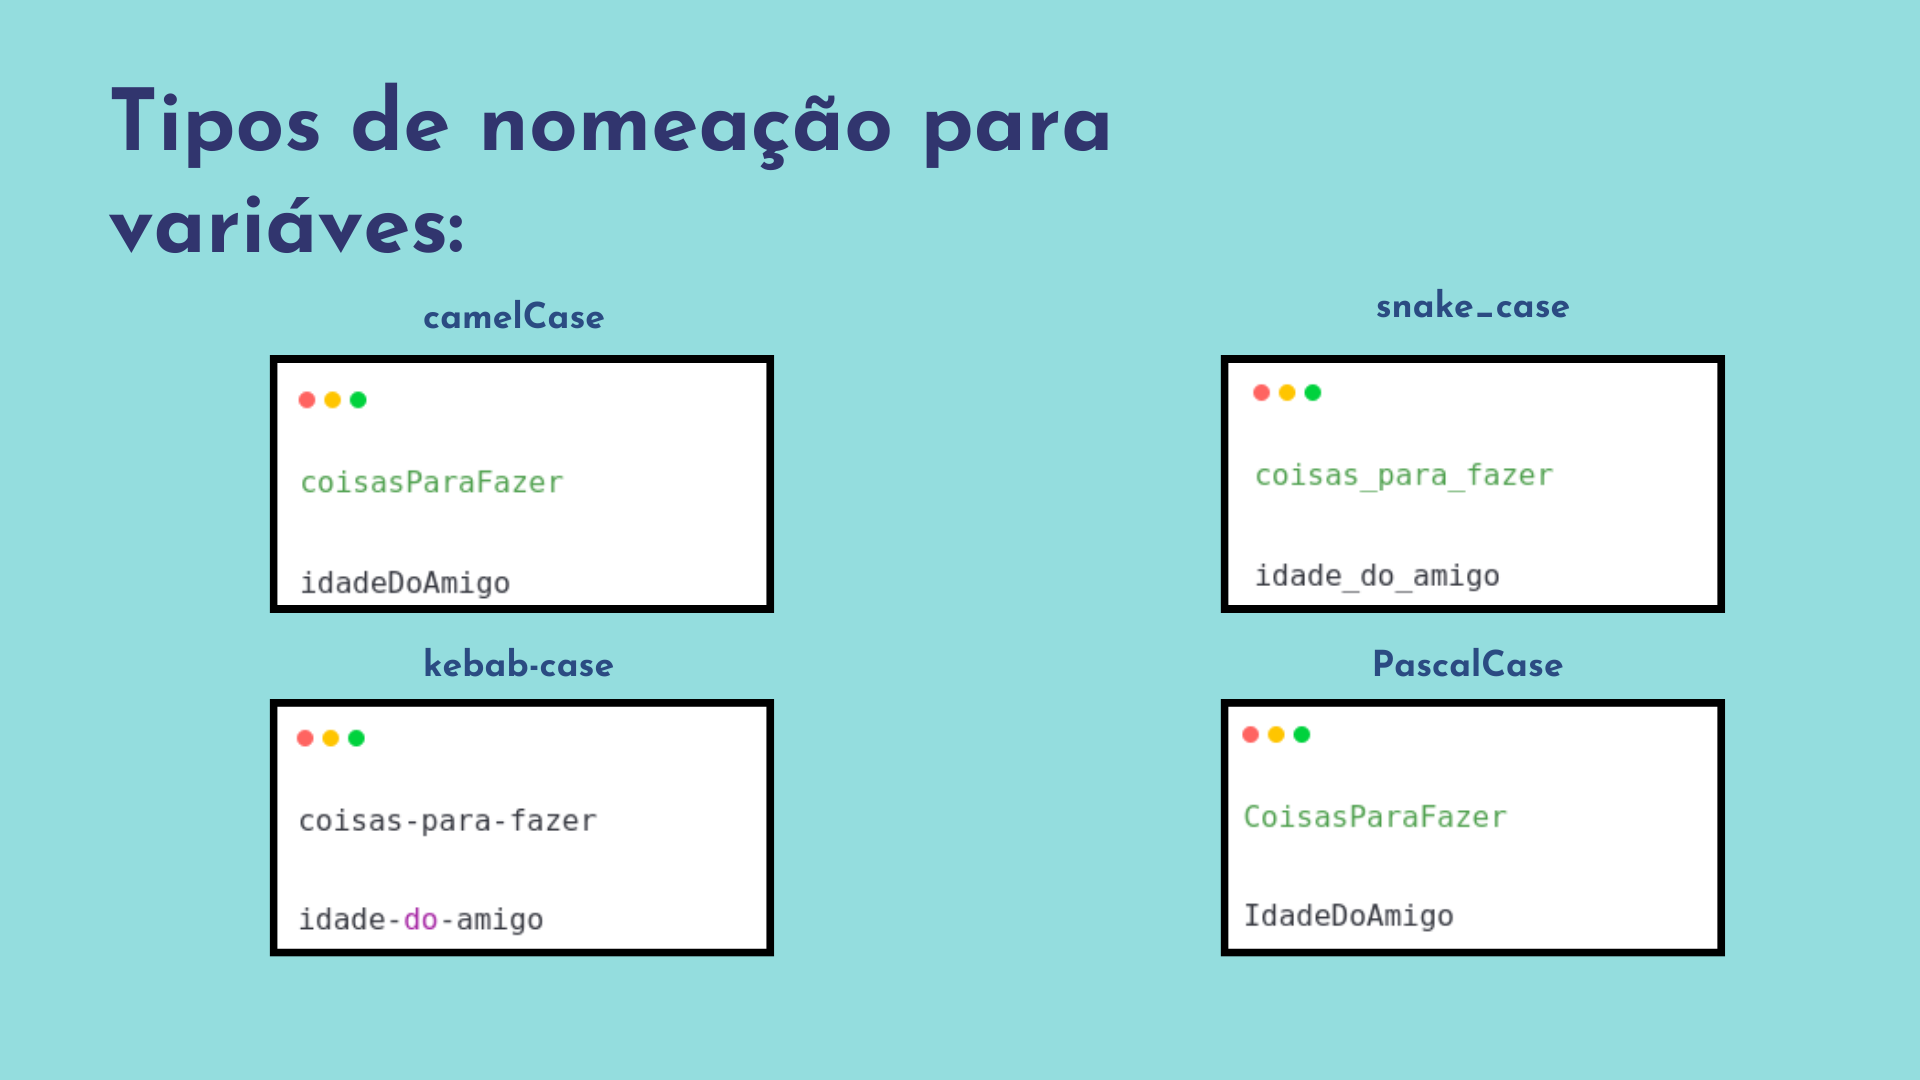 Tipos de nomeação para
variáves:
camelCase
coisasParaFazer
idadeDoAmigo
snake_case
coisas_para_fazer
idade_do_amigo
kebab-case
coisas-para-fazer
idade-do-amigo
PascalCase
CoisasParaFazer
IdadeDoAmigo